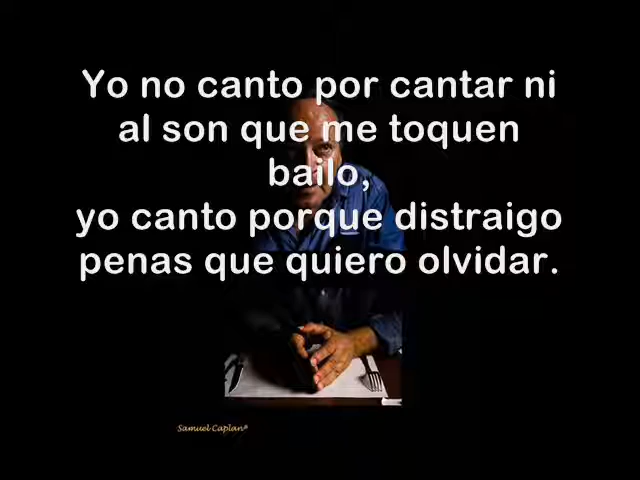 Yo no canto por cantar ni
al son que me toquen
bailo,
yo canto porque distraigo
penas que quiero olvidar.
Samuel Caplan®